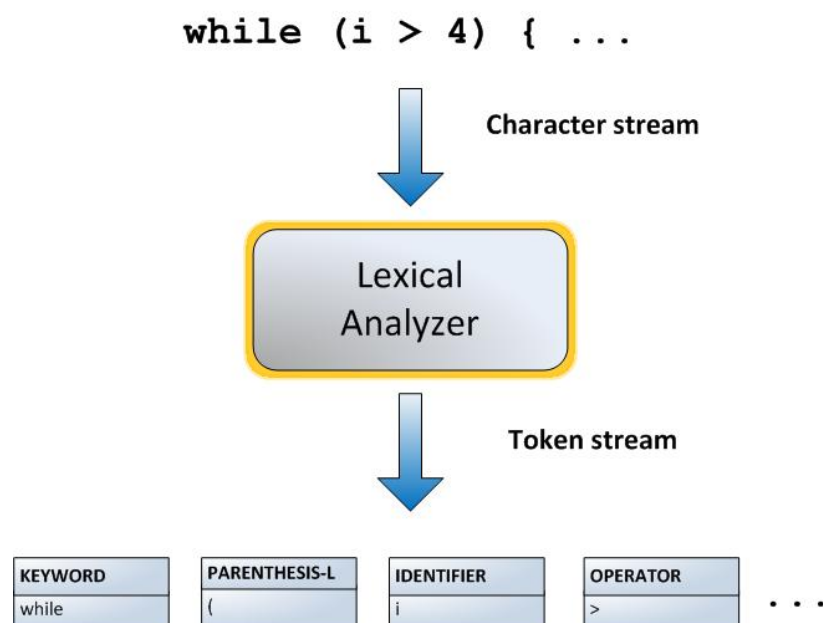 while (i > 4) { ...
Character stream
Lexical
Analyzer
Token stream
KEYWORD
while
PARENTHESIS-L
(
IDENTIFIER
i
OPERATOR
>
...